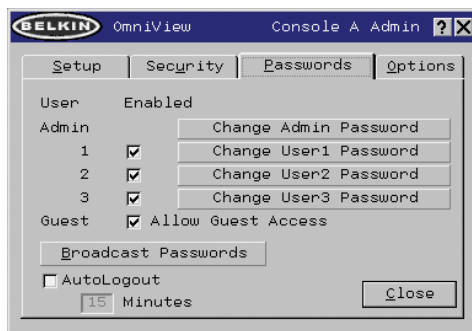 BELKIN OmniView Console A Admin ? X
Setup Security Passwords Options
User Enabled
Admin Change Admin Password
1 Change User1 Password
2 Change User2 Password
3 Change User3 Password
Guest Allow Guest Access
Broadcast Passwords
AutoLogout
15 Minutes
Close